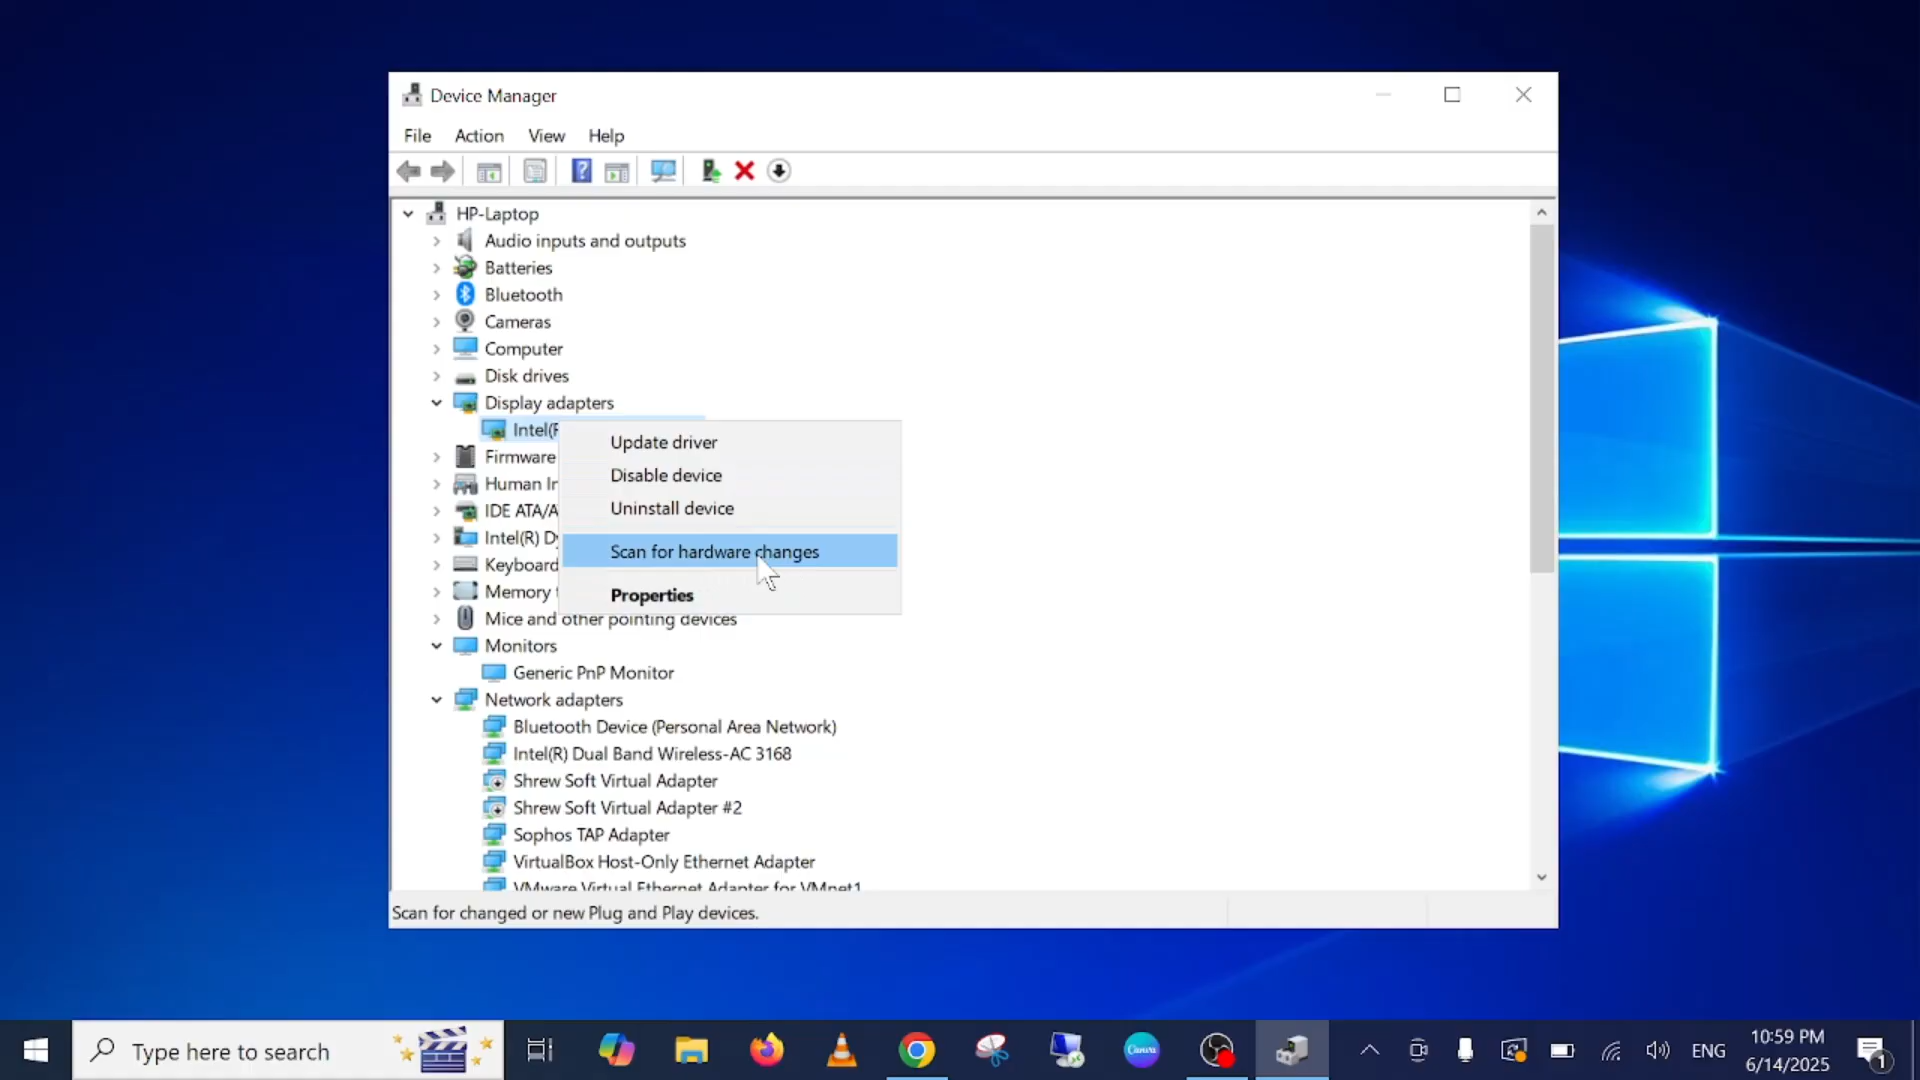 Device Manager
File Action View Help
HP-Laptop
Audio inputs and outputs
Batteries
Bluetooth
Cameras
Computer
Disk drives
Display adapters
Intel(R
Update driver
Firmware
Disable device
Human In
Uninstall device
IDE ATA/A
Intel(R) Dy
Scan for hardware changes
Keyboard
Memory
Properties
Mice and other pointing devices
Monitors
Generic PnP Monitor
Network adapters
Bluetooth Device (Personal Area Network)
Intel(R) Dual Band Wireless-AC 3168
Shrew Soft Virtual Adapter
Shrew Soft Virtual Adapter #2
Sophos TAP Adapter
VirtualBox Host-Only Ethernet Adapter
VMware Virtual Ethernet Adapter for VMnet1
Scan for changed or new Plug and Play devices.
Type here to search
Canva
ENG
10:59 PM
6/14/2025
1